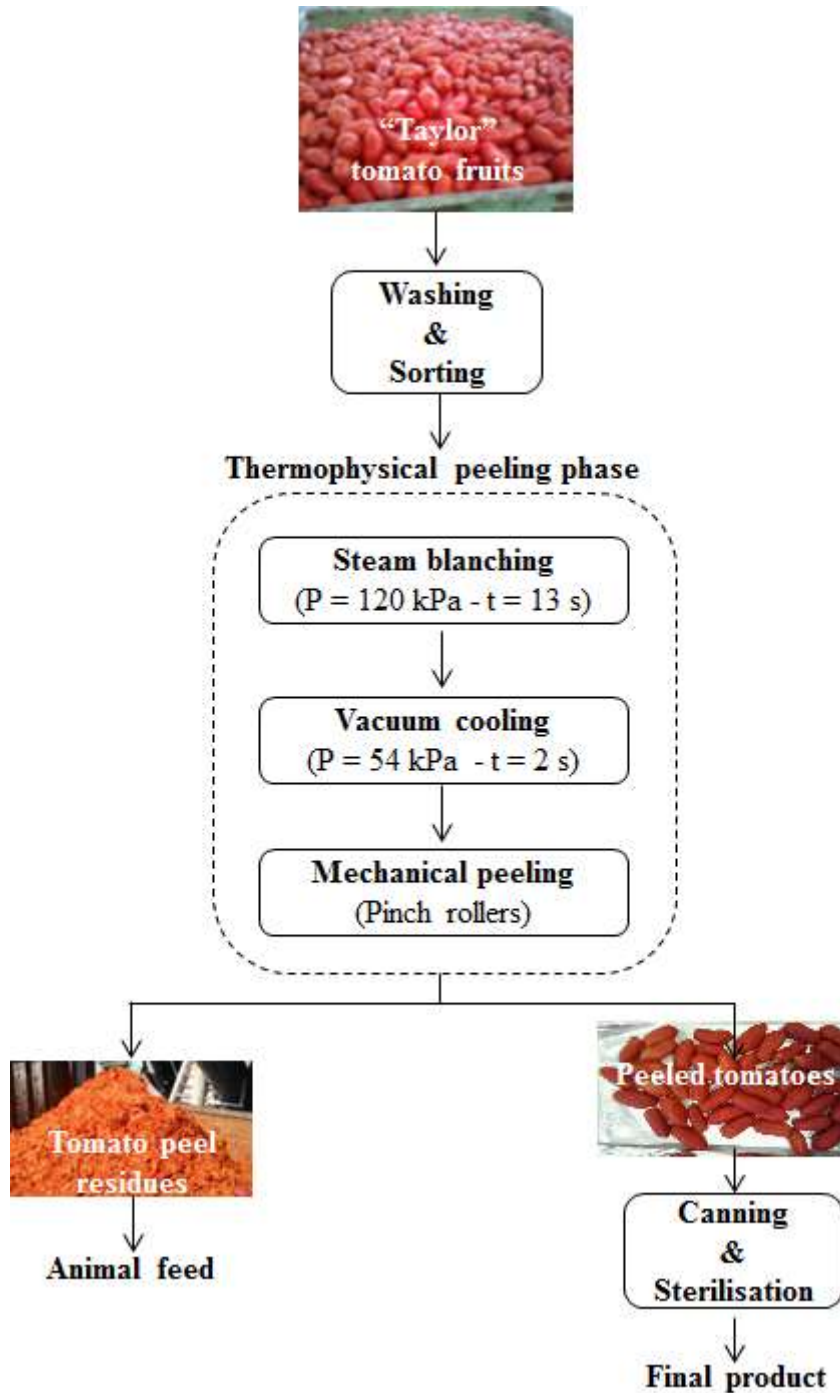 “Taylor”
tomato fruits
Washing
&
Sorting
Thermophysical peeling phase
Steam blanching
(P = 120 kPa - t = 13 s)
Vacuum cooling
(P = 54 kPa - t = 2 s)
Mechanical peeling
(Pinch rollers)
Tomato peel
residues
Animal feed
Peeled tomatoes
Canning
&
Sterilisation
Final product